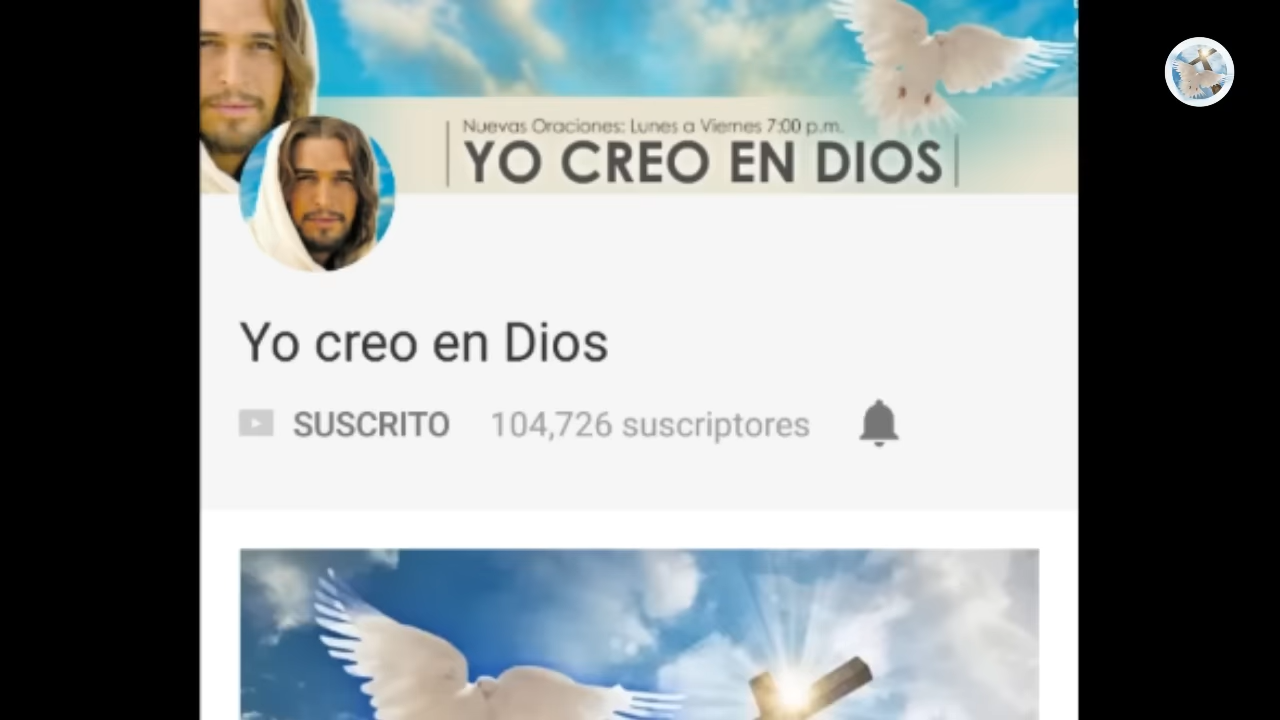 Nuevas Oraciones: Lunes a Viernes 7:00 p.m.
YO CREO EN DIOS
Yo creo en Dios
SUSCRITO 104,726 suscriptores